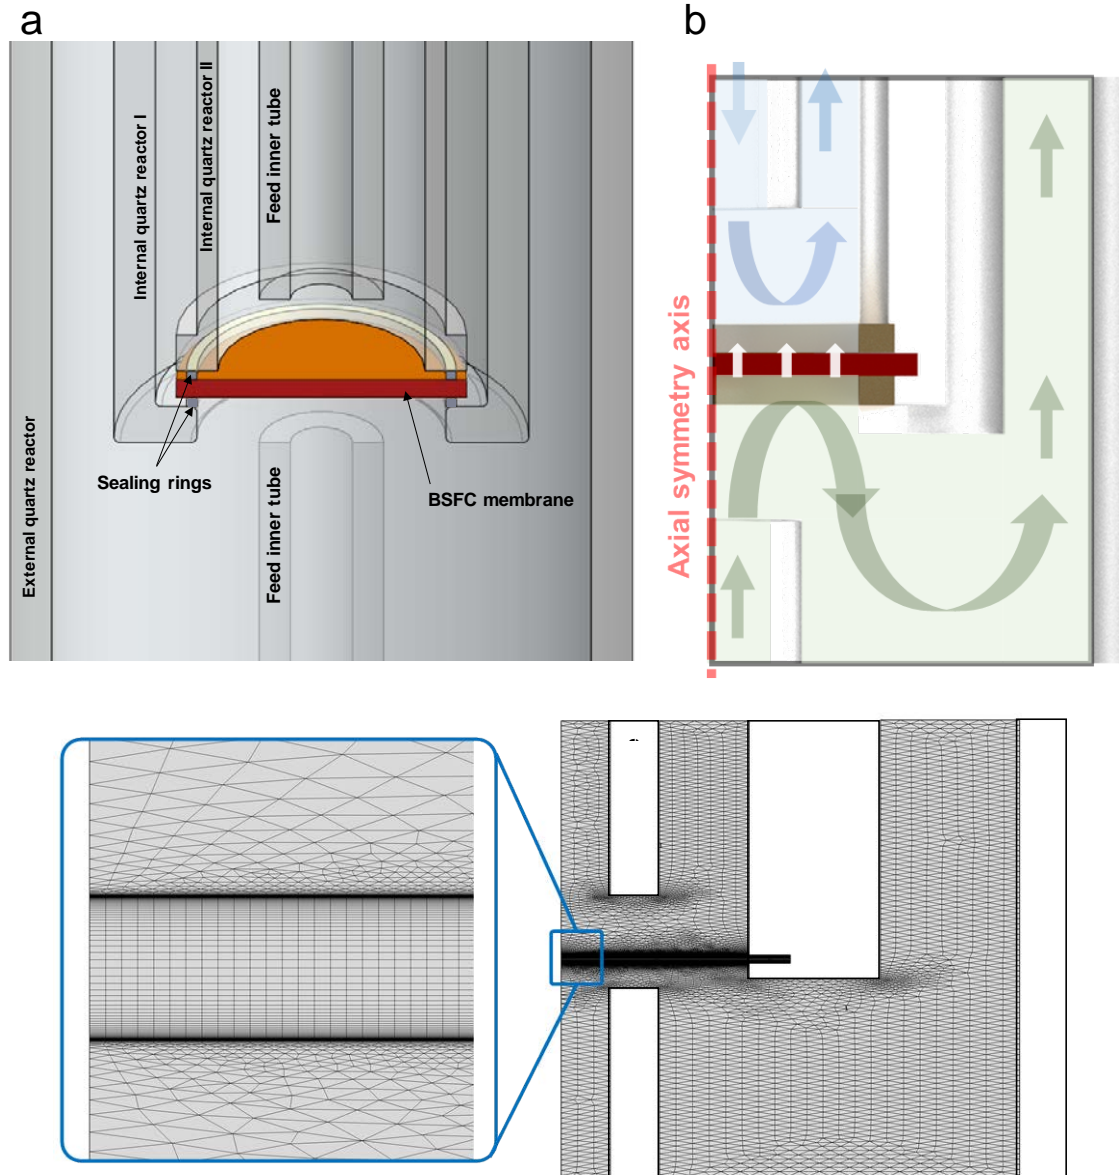 a
b
External quartz reactor
Internal quartz reactor I
Internal quartz reactor II
Feed inner tube
Sealing rings
BSFC membrane
Feed inner tube
Axial symmetry axis